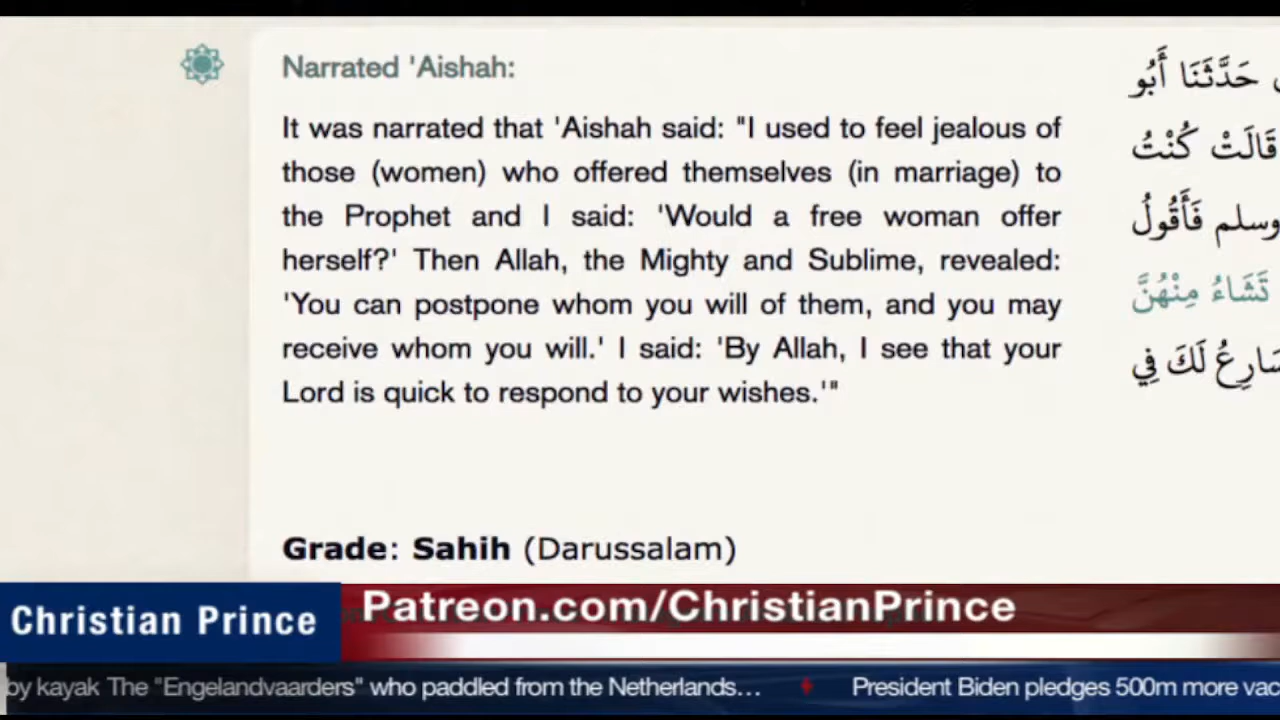 Narrated 'Aishah:
حَدَّثَنَا أَبُو
It was narrated that 'Aishah said: "I used to feel jealous of
قَالَتْ كُنْتُ
those (women) who offered themselves (in marriage) to
the Prophet and I said: 'Would a free woman offer
وسلم فَأَقُولُ
herself?' Then Allah, the Mighty and Sublime, revealed:
تَشَاءُ مِنْهُنَّ
'You can postpone whom you will of them, and you may
receive whom you will.' I said: 'By Allah, I see that your
لَكَ فِي
Lord is quick to respond to your wishes.'"
Grade: Sahih (Darussalam)
Christian Prince
Patreon.com/ChristianPrince
by kayak The "Engelandvaarders" who paddled from the Netherlands... President Biden pledges 500m more vac